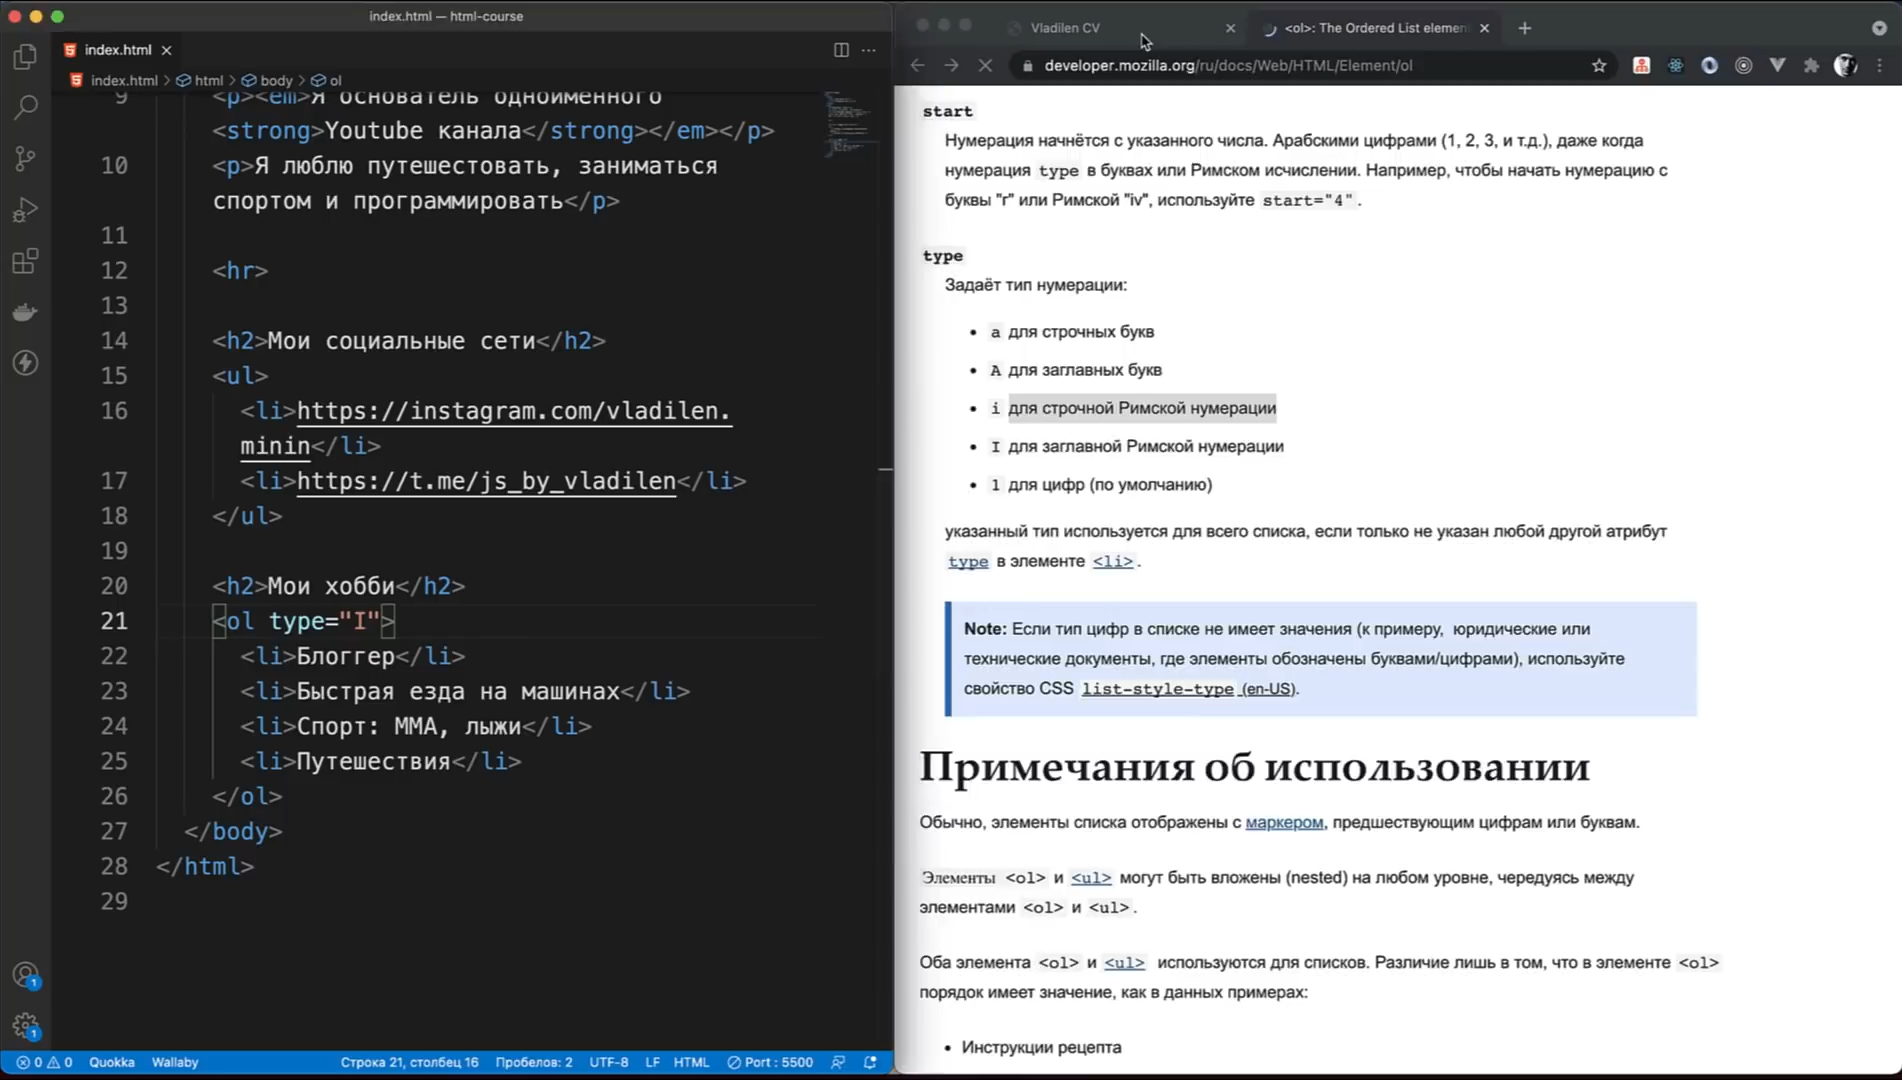 index.html — html-course
index.html
index.html > html > body > ol
9 <p><em>Я основатель одноименного
<strong>Youtube канала</strong></em></p>
10 <p>Я люблю путешестовать, заниматься
спортом и программировать</p>
11
12 <hr>
13
14 <h2>Мои социальные сети</h2>
15 <ul>
16 <li>https://instagram.com/vladilen.
minin</li>
17 <li>https://t.me/js_by_vladilen</li>
18 </ul>
19
20 <h2>Мои хобби</h2>
21 <ol type="I">
22 <li>Блоггер</li>
23 <li>Быстрая езда на машинах</li>
24 <li>Спорт: ММА, лыжи</li>
25 <li>Путешествия</li>
26 </ol>
27 </body>
28 </html>
29
1
1
0 0 Quokka Wallaby Строка 21, столбец 16 Пробелов: 2 UTF-8 LF HTML Port : 5500
Vladilen CV
<ol>: The Ordered List elemen
developer.mozilla.org/ru/docs/Web/HTML/Element/ol
start
Нумерация начнётся с указанного числа. Арабскими цифрами (1, 2, 3, и т.д.), даже когда
нумерация type в буквах или Римском исчислении. Например, чтобы начать нумерацию с
буквы "г" или Римской "iv", используйте start="4".
type
Задаёт тип нумерации:
• a для строчных букв
• A для заглавных букв
• i для строчной Римской нумерации
• I для заглавной Римской нумерации
• 1 для цифр (по умолчанию)
указанный тип используется для всего списка, если только не указан любой другой атрибут
type в элементе <li>.
Note: Если тип цифр в списке не имеет значения (к примеру, юридические или
технические документы, где элементы обозначены буквами/цифрами), используйте
свойство CSS list-style-type (en-US).
Примечания об использовании
Обычно, элементы списка отображены с маркером, предшествующим цифрам или буквам.
Элементы <ol> и <ul> могут быть вложены (nested) на любом уровне, чередуясь между
элементами <ol> и <ul>.
Оба элемента <ol> и <ul> используются для списков. Различие лишь в том, что в элементе <ol>
порядок имеет значение, как в данных примерах:
• Инструкции рецепта